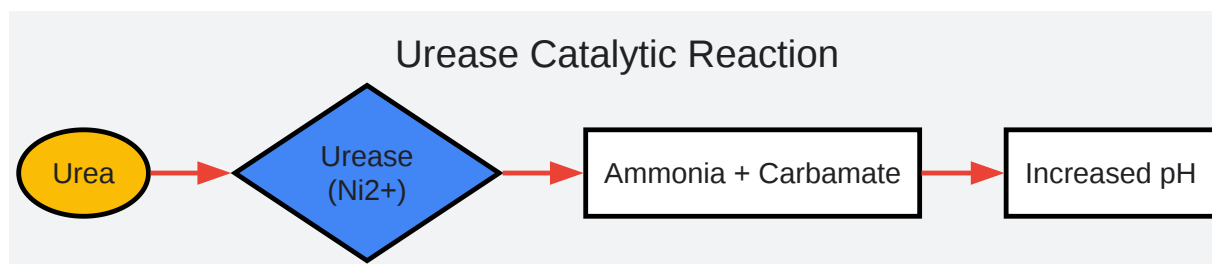 Urease Catalytic Reaction
Urea
Urease
(Ni2+)
Ammonia + Carbamate
Increased pH